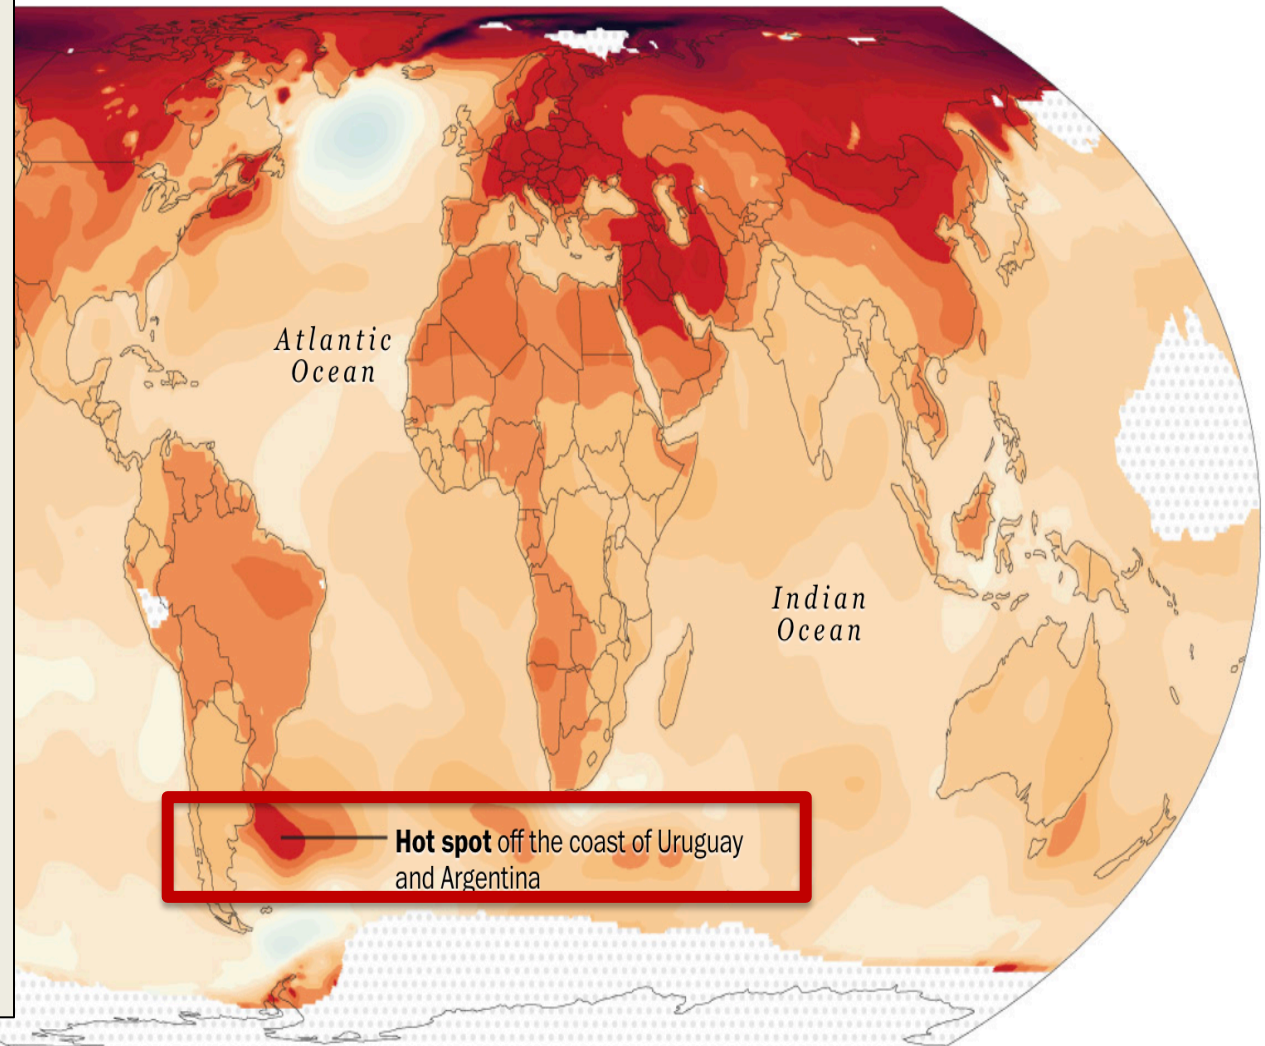 Atlantic
Ocean
Indian
Ocean
Hot spot off the coast of Uruguay
and Argentina